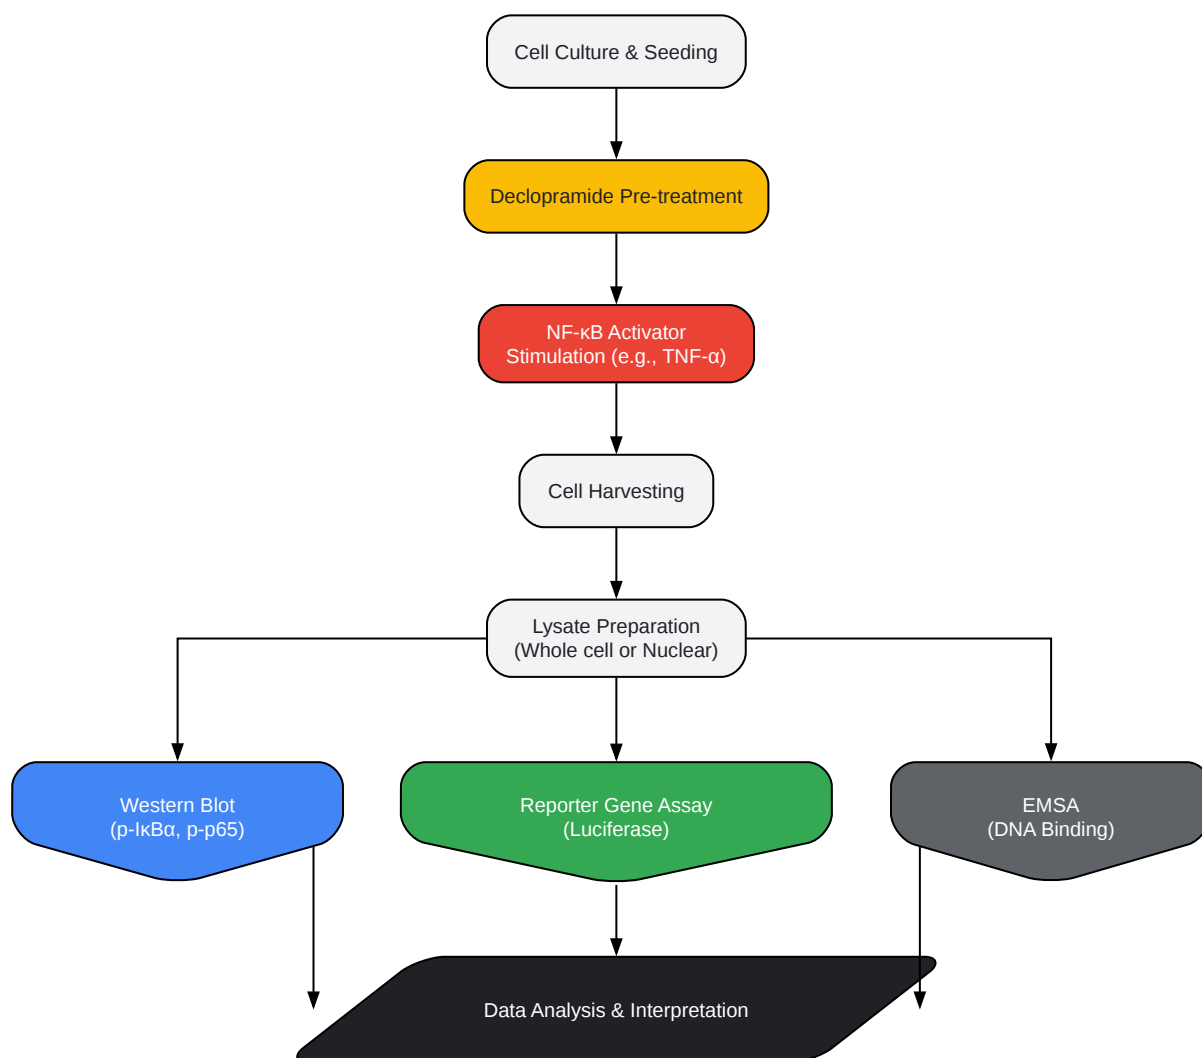 Cell Culture & Seeding
Declopramide Pre-treatment
NF-κB Activator
Stimulation (e.g., TNF-α)
Cell Harvesting
Lysate Preparation
(Whole cell or Nuclear)
Western Blot
(p-IκBα, p-p65)
Reporter Gene Assay
(Luciferase)
EMSA
(DNA Binding)
Data Analysis & Interpretation